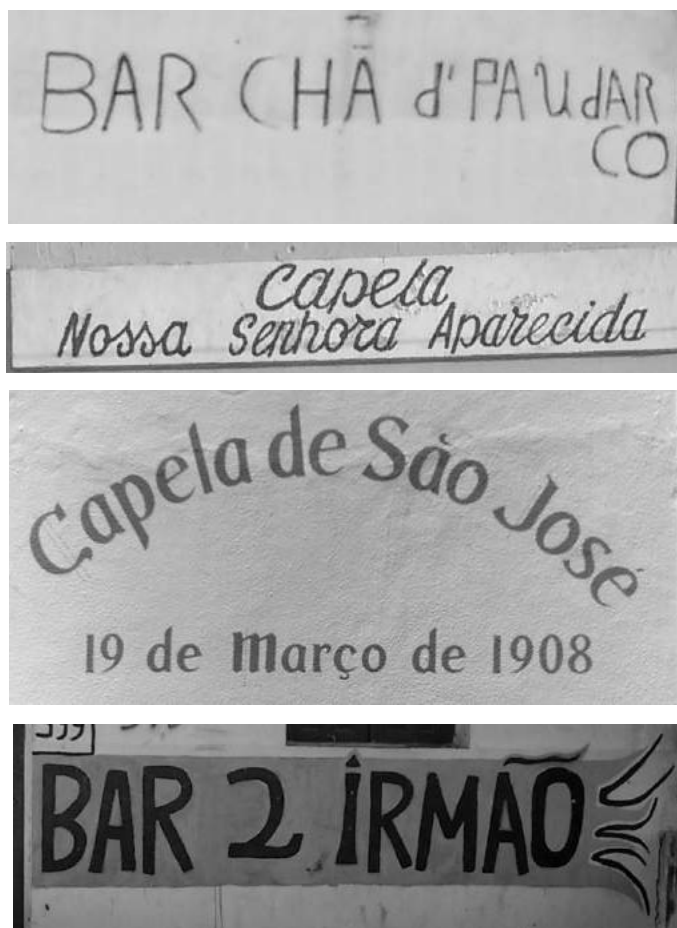 BAR CHÃ d'PAUdAR
CO
Capela
Nossa Senhora Aparecida
Capela de São José
19 de Março de 1908
BAR 2 IRMÃO